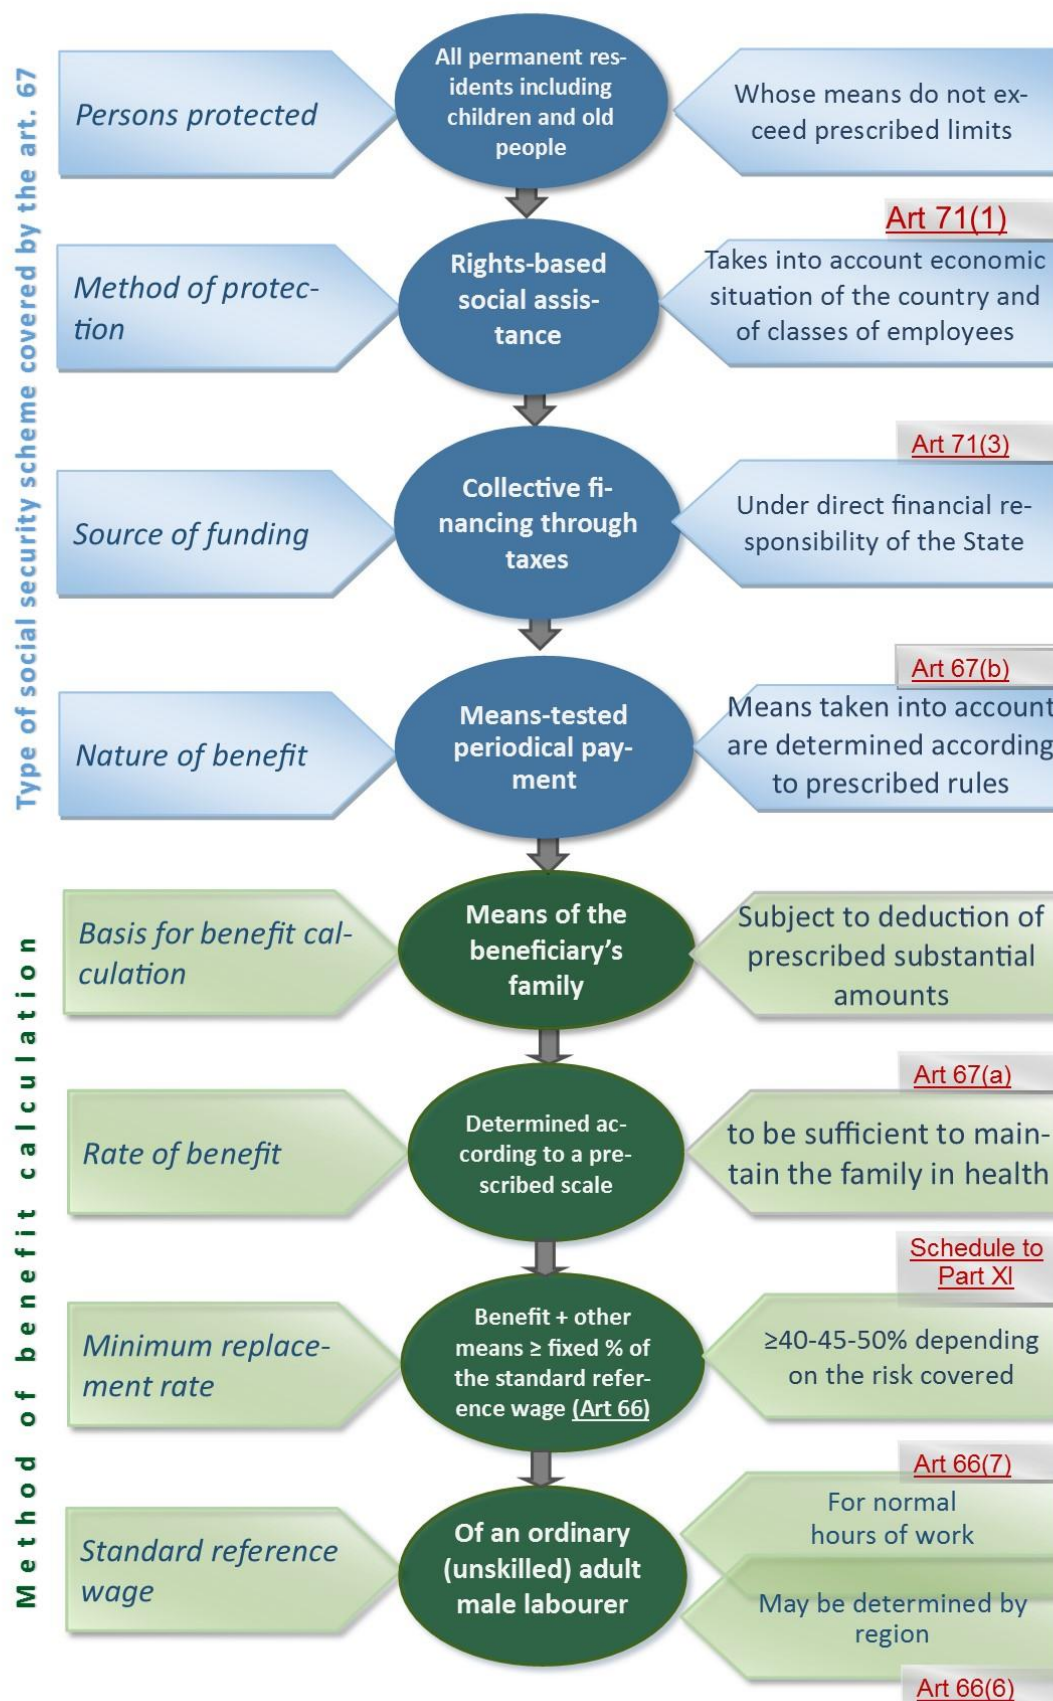 Type of social security scheme covered by the art. 67
Persons protected
All permanent res-
idents including
children and old
people
Whose means do not ex-
ceed prescribed limits
Method of protec-
tion
Rights-based
social assis-
tance
Art 71(1)
Takes into account economic
situation of the country and
of classes of employees
Source of funding
Collective fi-
nancing through
taxes
Art 71(3)
Under direct financial re-
sponsibility of the State
Nature of benefit
Means-tested
periodical pay-
ment
Art 67(b)
Means taken into account
are determined according
to prescribed rules
Method of benefit calculation
Basis for benefit cal-
culation
Means of the
beneficiary's
family
Subject to deduction of
prescribed substantial
amounts
Rate of benefit
Determined ac-
cording to a pre-
scribed scale
Art 67(a)
to be sufficient to main-
tain the family in health
Minimum replace-
ment rate
Benefit + other
means ≥ fixed % of
the standard refer-
ence wage (Art 66)
Schedule to
Part XI
≥40-45-50% depending
on the risk covered
Standard reference
wage
Of an ordinary
(unskilled) adult
male labourer
Art 66(7)
For normal
hours of work
May be determined by
region
Art 66(6)